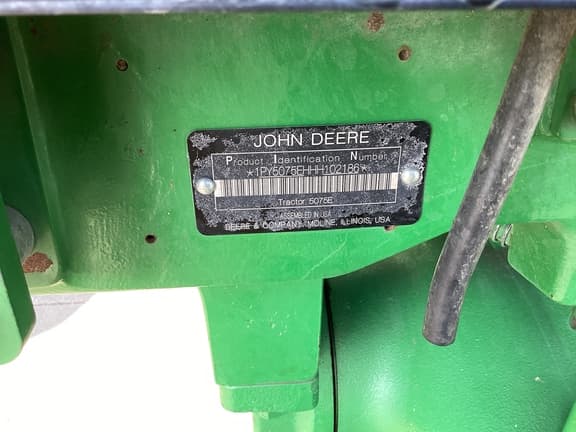 JOHN DEERE
Product Identification Number
*1PY5075EHHH102186*
Tractor 5075E
ASSEMBLED IN USA
DEERE & COMPANY MOLINE, ILLINOIS, USA